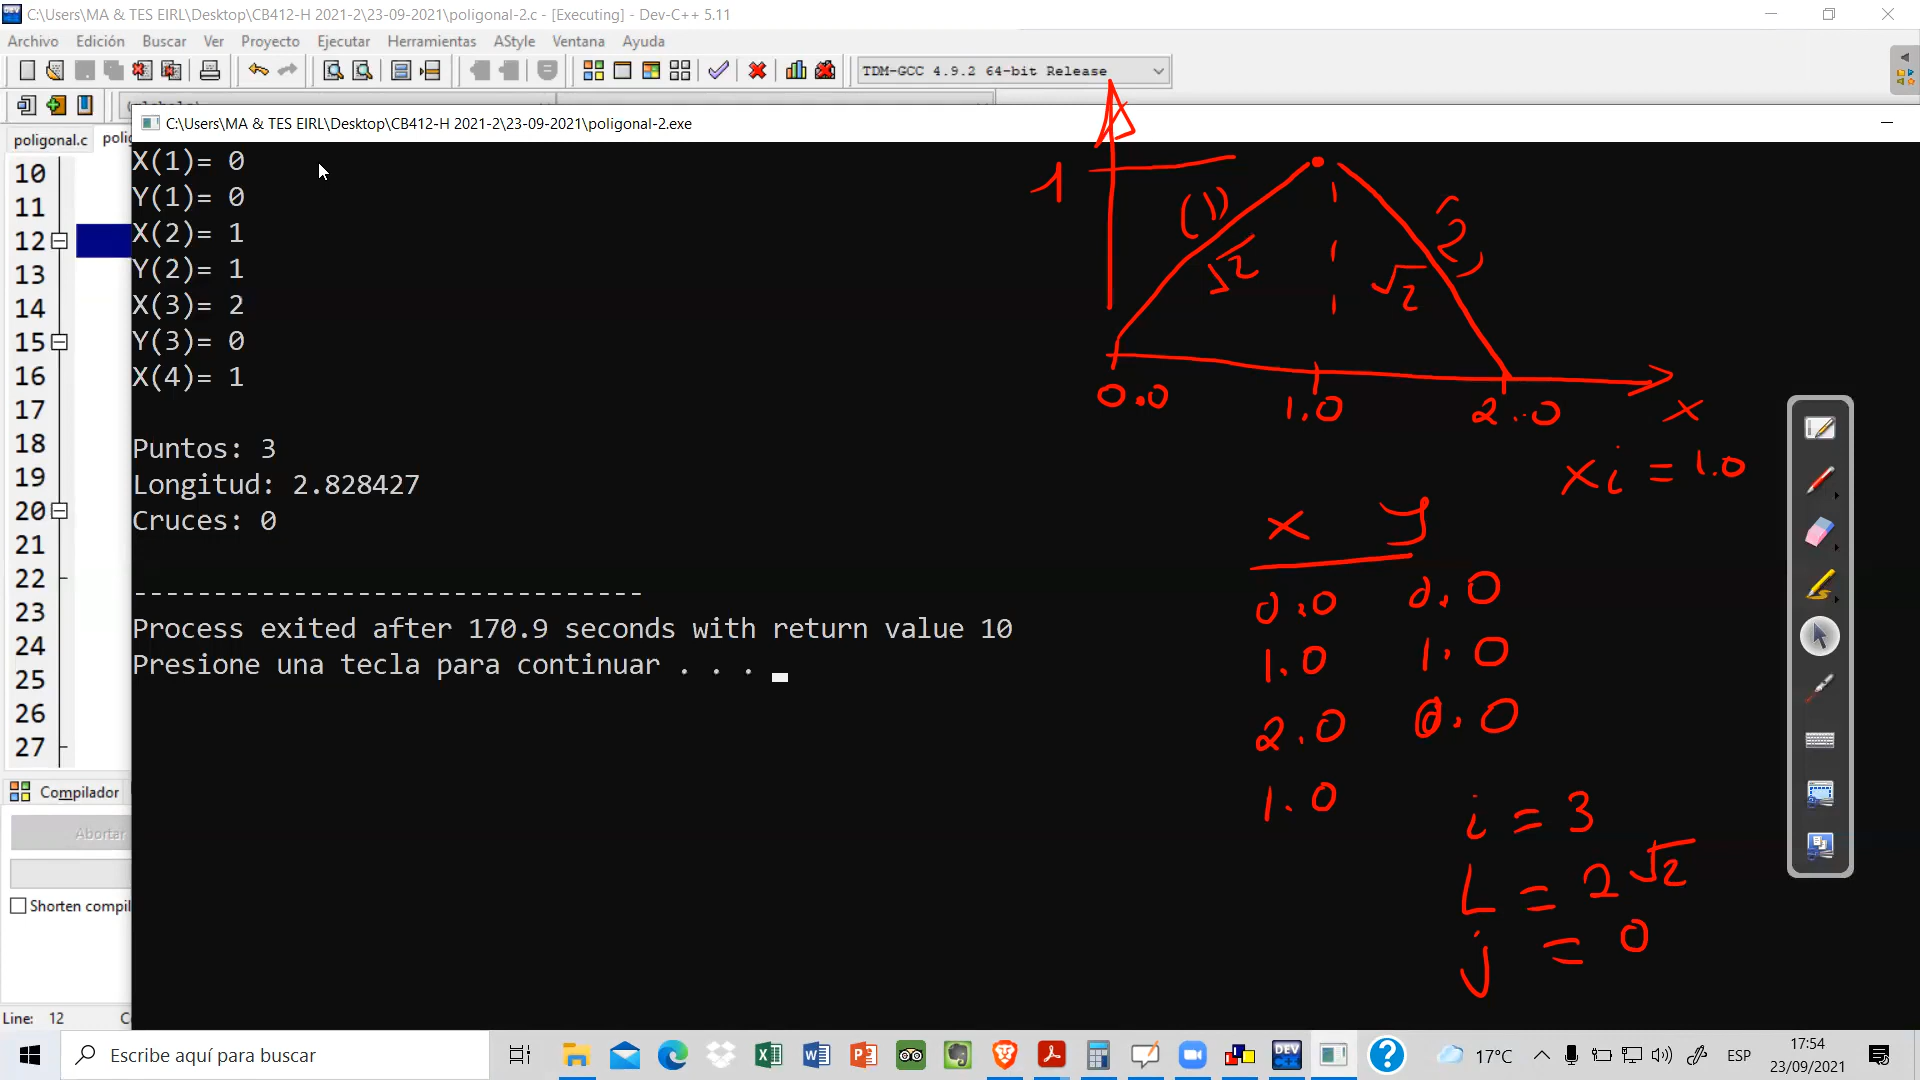 C:\Users\MA & TES EIRL\Desktop\CB412-H 2021-2\23-09-2021\poligonal-2.c - [Executing] - Dev-C++ 5.11
Archivo Edición Buscar Ver Proyecto Ejecutar Herramientas AStyle Ventana Ayuda
TDM-GCC 4.9.2 64-bit Release
poligonal.c
C:\Users\MA & TES EIRL\Desktop\CB412-H 2021-2\23-09-2021\poligonal-2.exe
10
11
12
13
14
15
16
17
18
19
20
21
22
23
24
25
26
27
X(1)= 0
Y(1)= 0
X(2)= 1
Y(2)= 1
X(3)= 2
Y(3)= 0
X(4)= 1
Puntos: 3
Longitud: 2.828427
Cruces: 0
--------------------------------
Process exited after 170.9 seconds with return value 10
Presione una tecla para continuar . . .
1
(1)
√2
(2)
√2
0.0 1.0 2.0 x
xi = 1.0
x y
0.0 0.0
1.0 1.0
2.0 0.0
1.0
i = 3
L = 2√2
j = 0
Compilador
Abortar
Shorten compil
Line: 12
Escribe aquí para buscar
DEV
17°C
ESP
17:54
23/09/2021